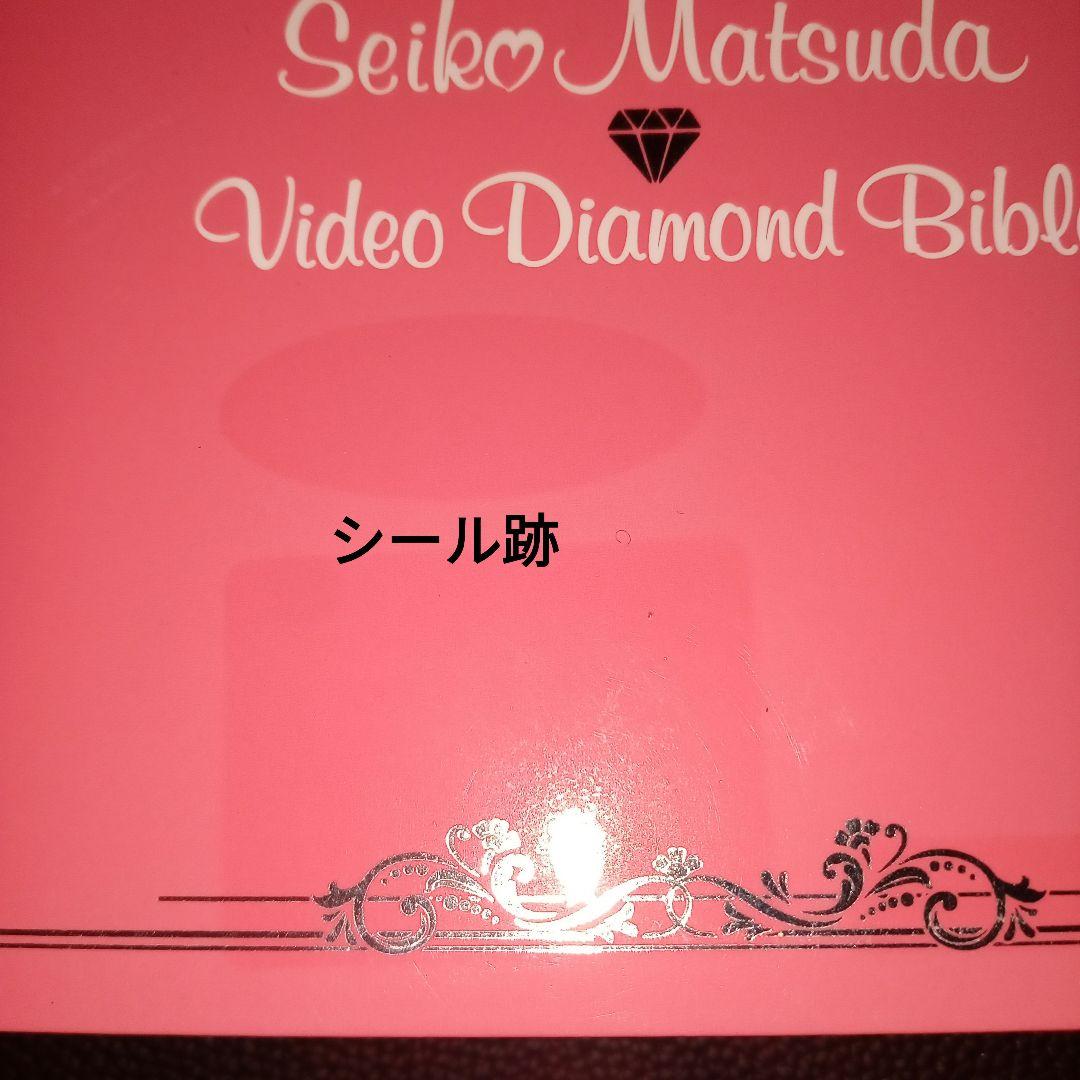 Seiko Matsuda
Video Diamond Bible
シール跡